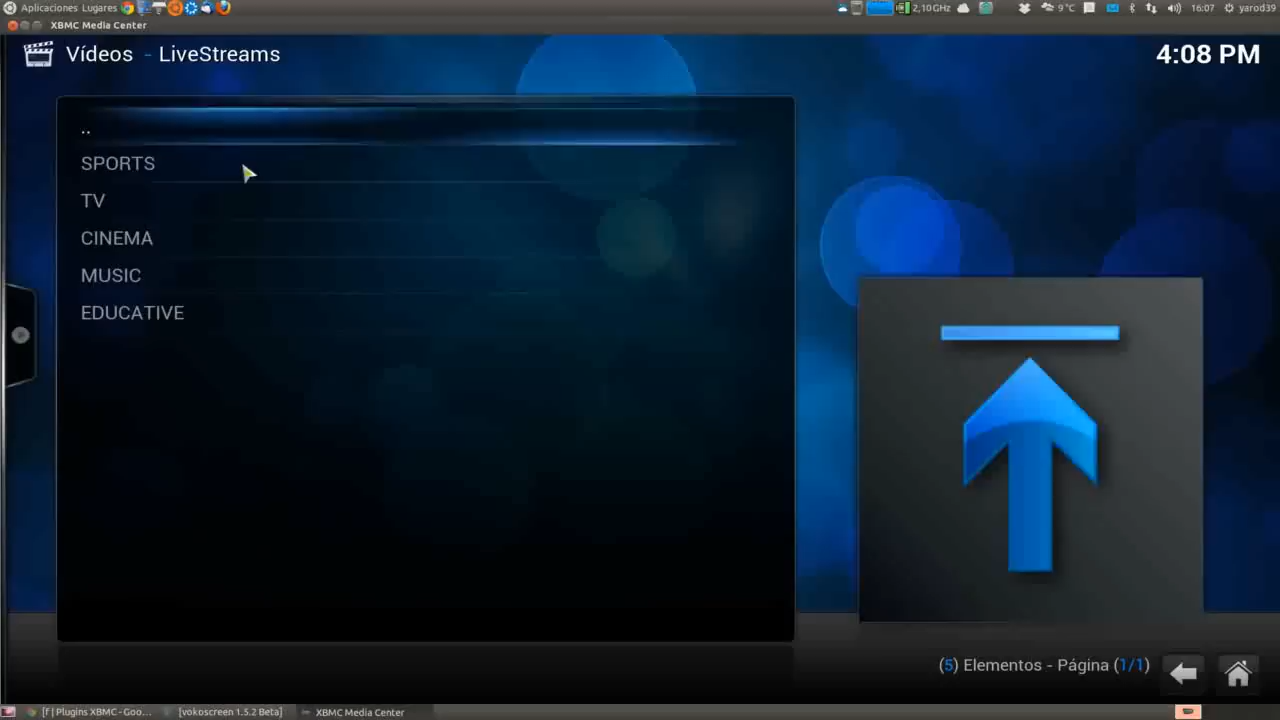 Aplicaciones Lugares 2,10GHz 9°C 16:07 yarod39
XBMC Media Center
Vídeos - LiveStreams 4:08 PM
..
SPORTS
TV
CINEMA
MUSIC
EDUCATIVE
(5) Elementos - Página (1/1)
[F | Plugins XBMC - Goo... [vokoscreen 1.5.2 Beta] XBMC Media Center